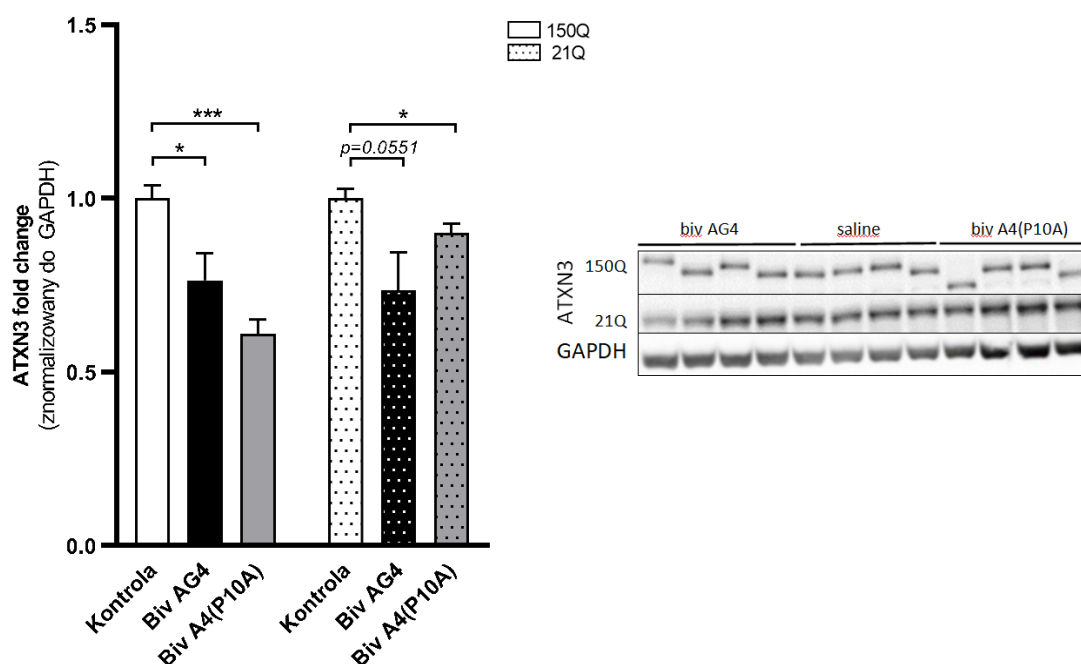 ATXN3 fold change
(znormalizowany do GAPDH)
1.5
1.0
0.5
0.0
150Q
21Q
***
*
*
p=0.0551
Kontrola
Biv AG4
Biv A4(P10A)
Kontrola
Biv AG4
Biv A4(P10A)
biv AG4 saline biv A4(P10A)
ATXN3
150Q
21Q
GAPDH